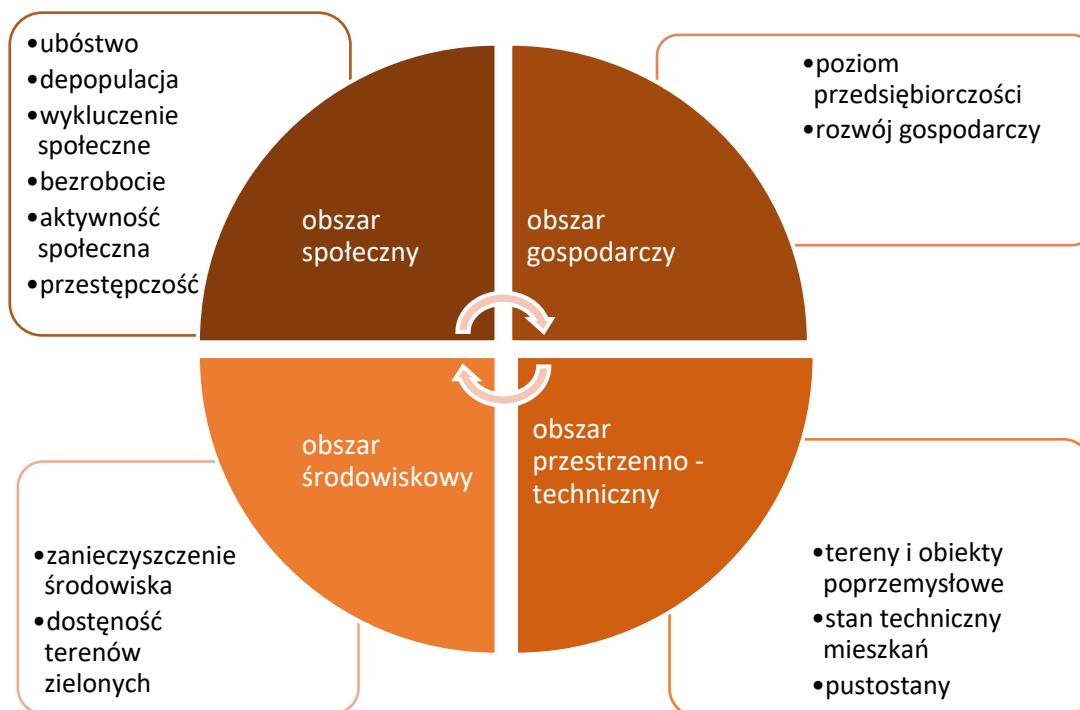 •ubóstwo
•depopulacja
•wykluczenie
społeczne
•bezrobocie
•aktywność
społeczna
•przestępczość
obszar
społeczny
•poziom
przedsiębiorczości
•rozwój gospodarczy
obszar
gospodarczy
obszar
środowiskowy
•zanieczyszczenie
środowiska
•dostęność
terenów
zielonych
obszar
przestrzenno -
techniczny
•tereny i obiekty
poprzemysłowe
•stan techniczny
mieszkań
•pustostany